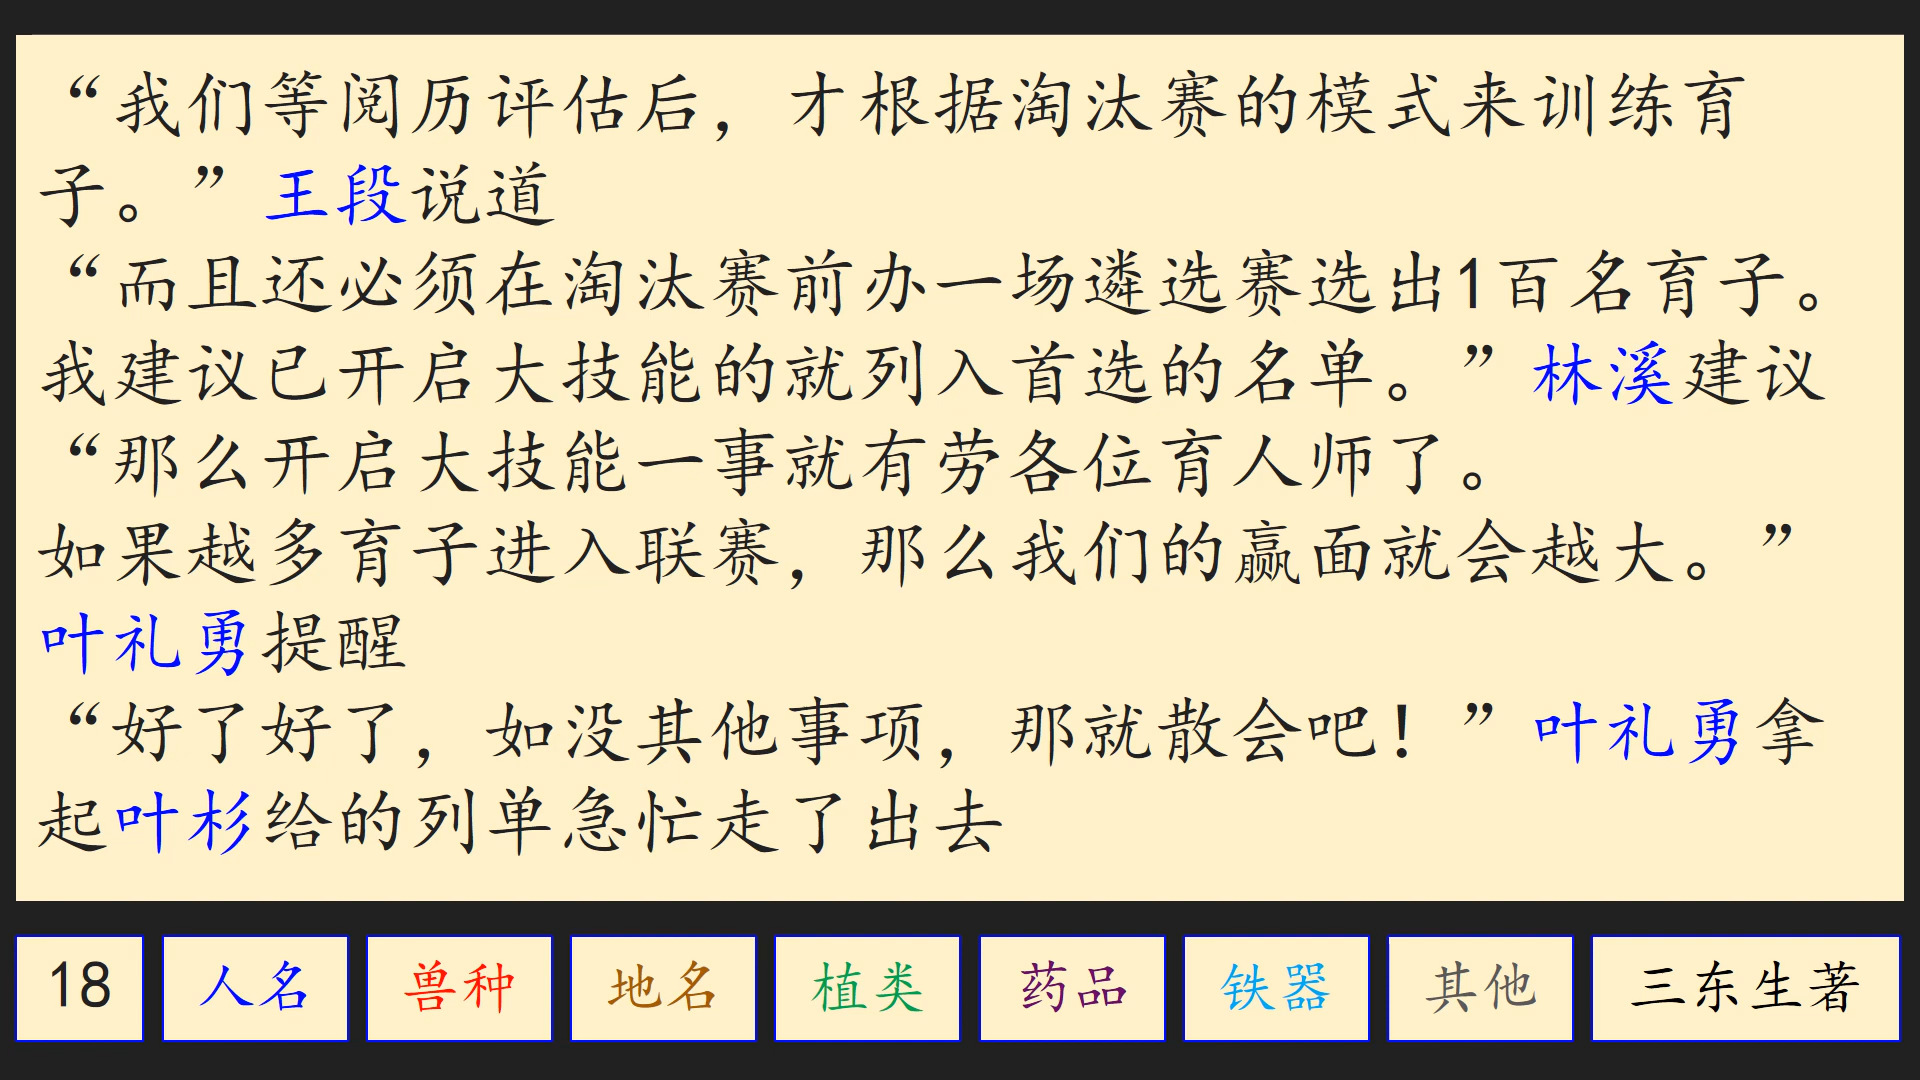 “我们等阅历评估后，才根据淘汰赛的模式来训练育
子。”王段说道
“而且还必须在淘汰赛前办一场遴选赛选出1百名育子。
我建议已开启大技能的就列入首选的名单。”林溪建议
“那么开启大技能一事就有劳各位育人师了。
如果越多育子进入联赛，那么我们的赢面就会越大。”
叶礼勇提醒
“好了好了，如没其他事项，那就散会吧！”叶礼勇拿
起叶杉给的列单急忙走了出去
18 人名 兽种 地名 植类 药品 铁器 其他 三东生著